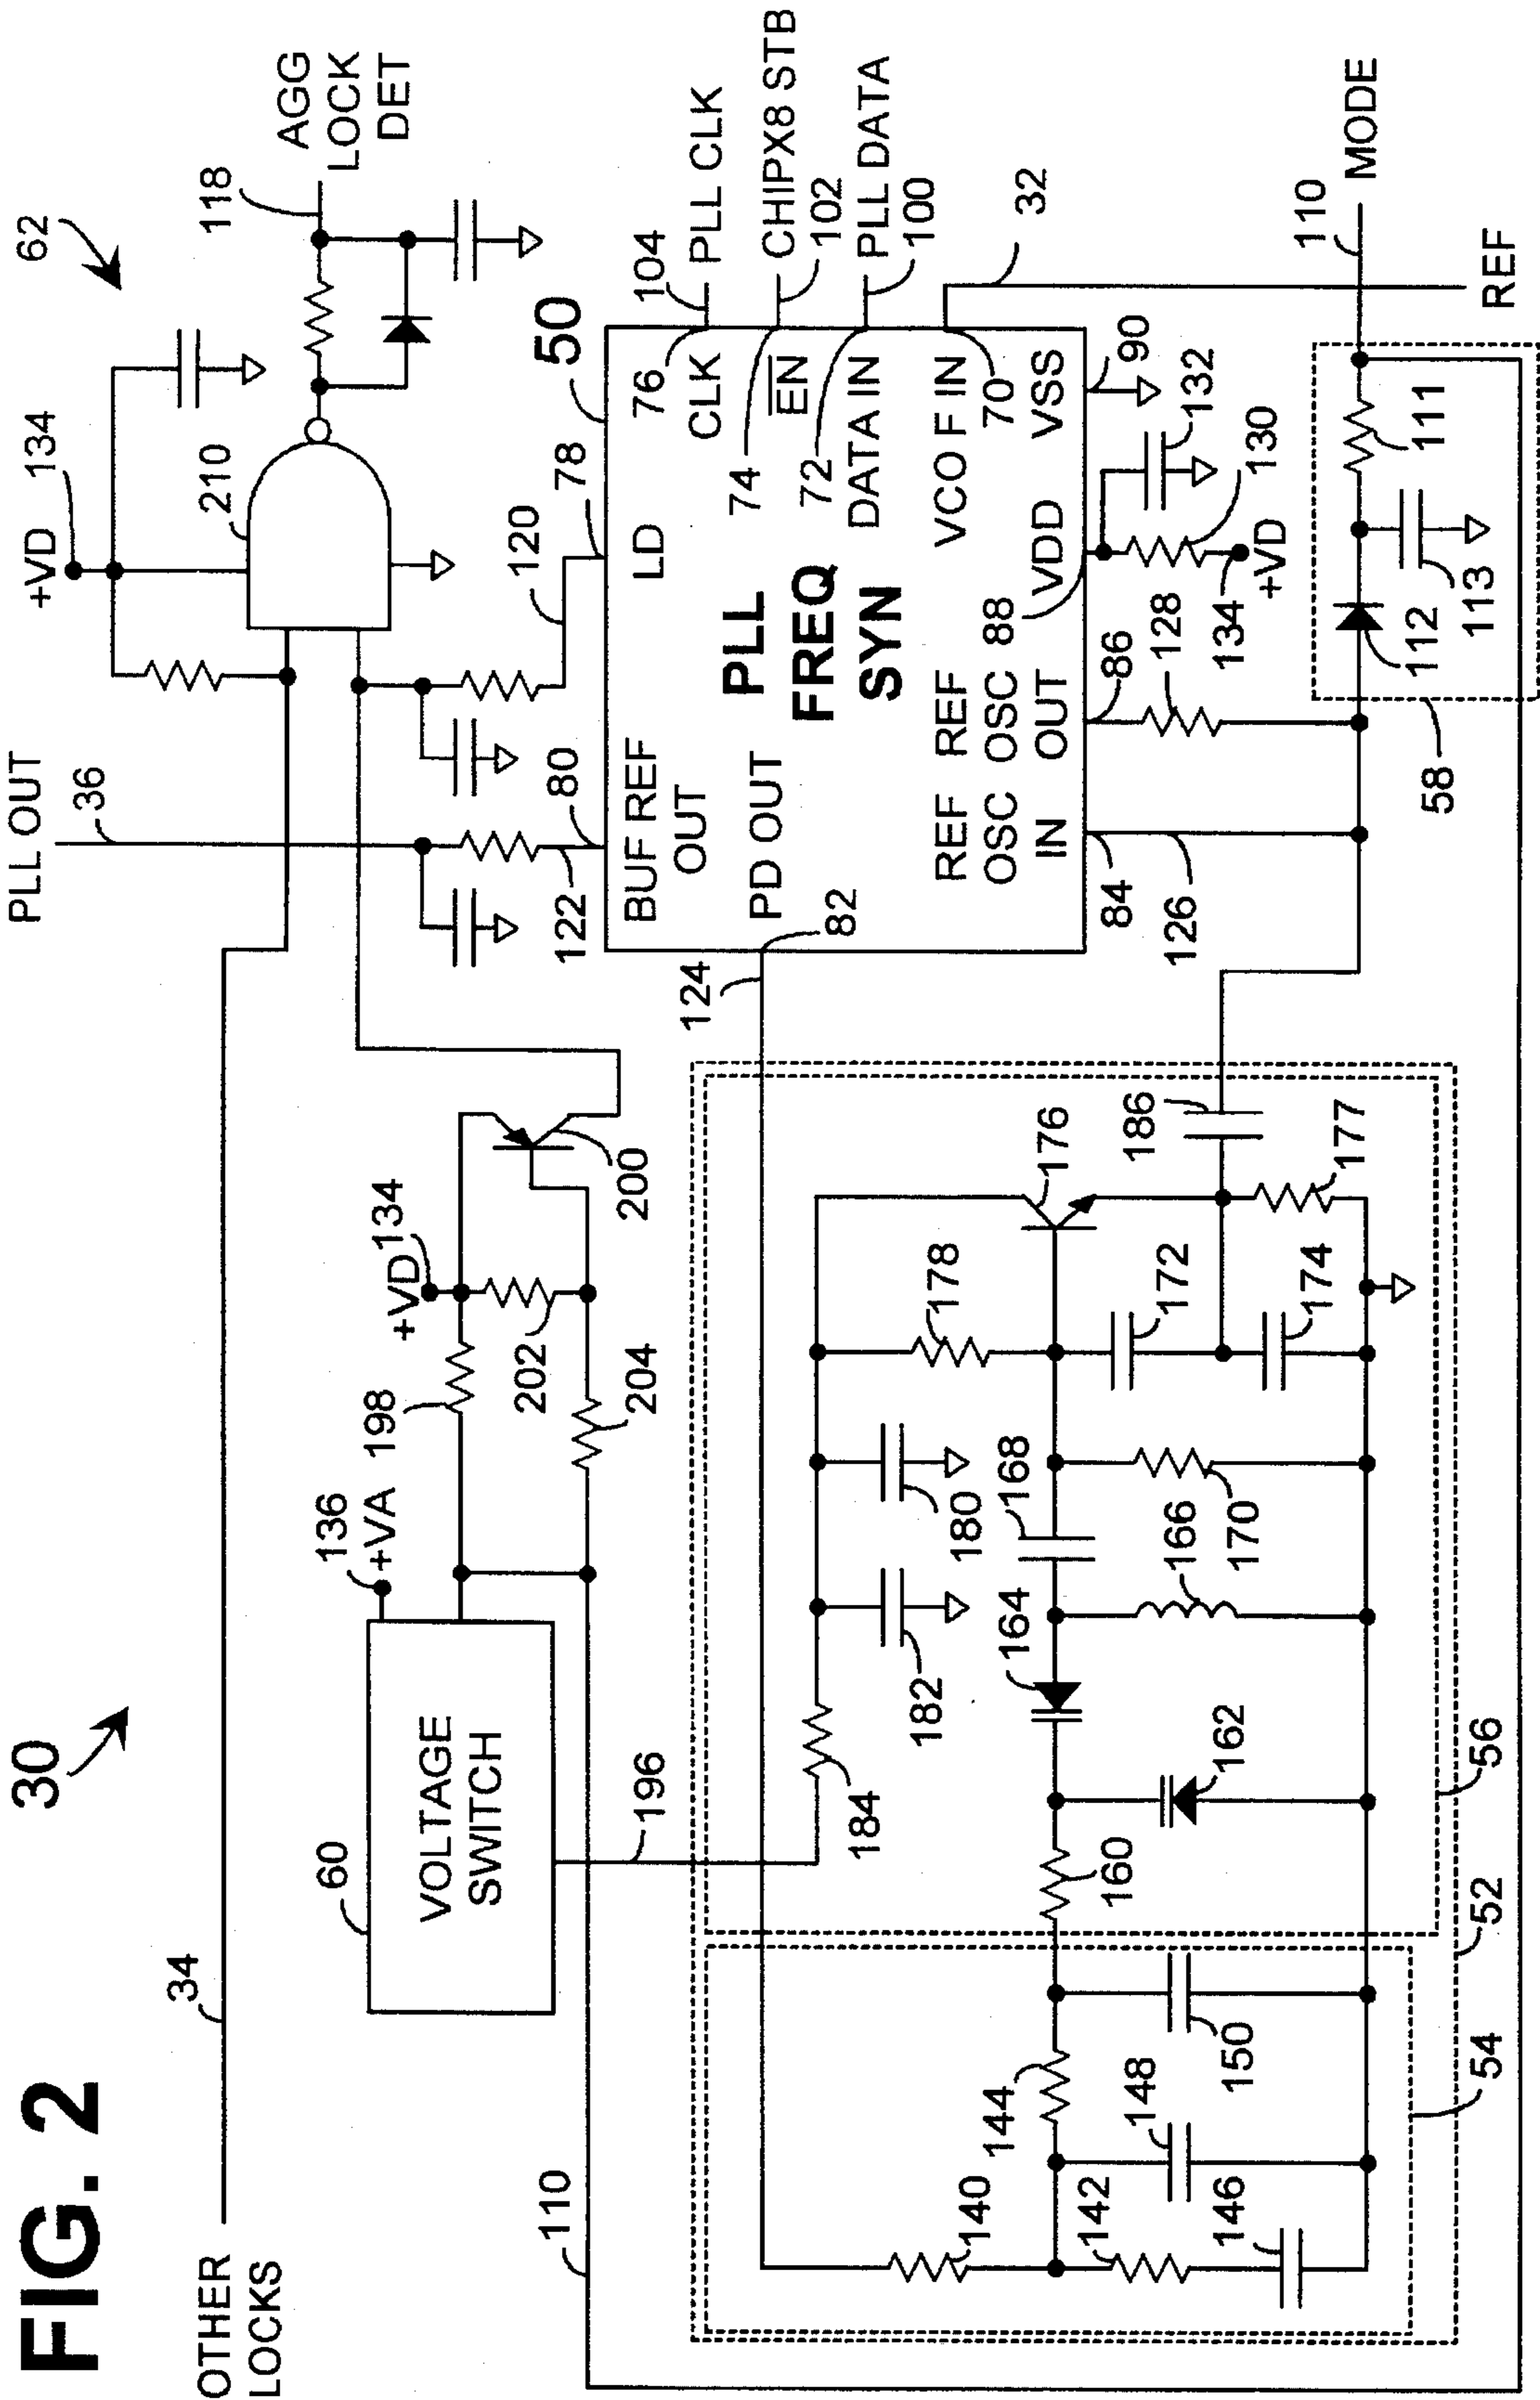 FIG. 2
30
62
OTHER
LOCKS
34
PLL OUT
36
+VD
134
210
118
AGG
LOCK
DET
60
VOLTAGE
SWITCH
136
+VA
198
+VD
134
202
204
200
196
110
122
80
120
78
50
BUF REF
OUT
LD
76
CLK
104
PLL CLK
74
EN
CHIPX8 STB
102
72
DATA IN
PLL DATA
100
VCO F IN
70
32
PLL
FREQ
SYN
PD OUT
82
124
REF
OSC
IN
REF
OSC
OUT
VDD
VSS
84
126
86
128
88
134
+VD
130
132
90
REF
110
MODE
111
112
113
58
184
182
180
178
176
186
177
172
174
168
164
166
170
162
160
56
52
54
140
142
144
146
148
150